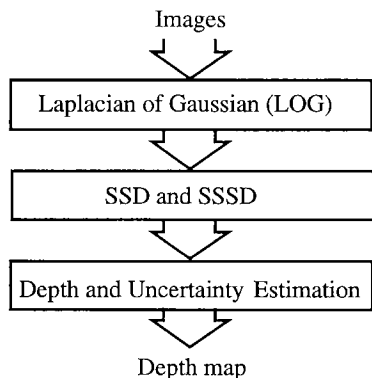 Images
Laplacian of Gaussian (LOG)
SSD and SSSD
Depth and Uncertainty Estimation
Depth map